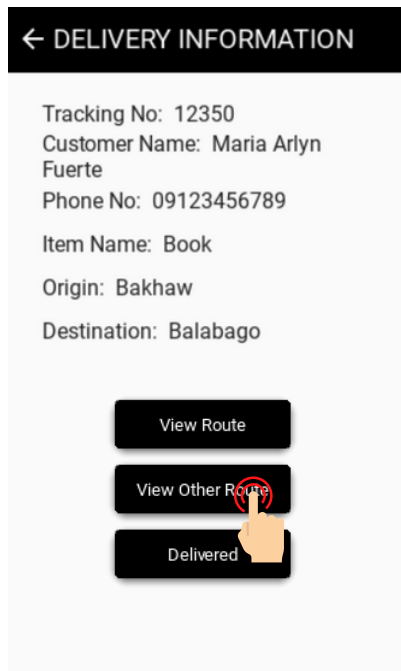 ← DELIVERY INFORMATION
Tracking No: 12350
Customer Name: Maria Arlyn
Fuerte
Phone No: 09123456789
Item Name: Book
Origin: Bakhaw
Destination: Balabago
View Route
View Other Route
Delivered